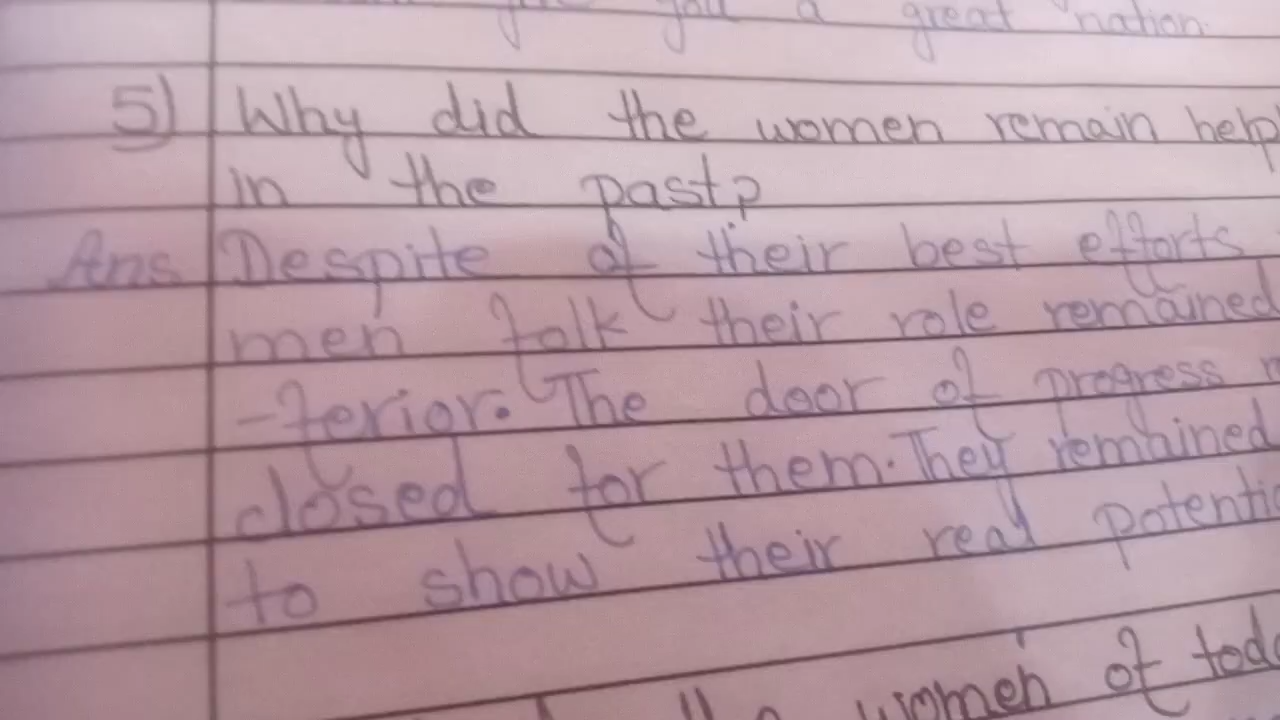 you a great nation.
5) Why did the women remain help
in the past?
Ans Despite of their best efforts
men folk their role remained
-ferior. The door of progress
closed for them. They remained
to show their real potenti
women of toda